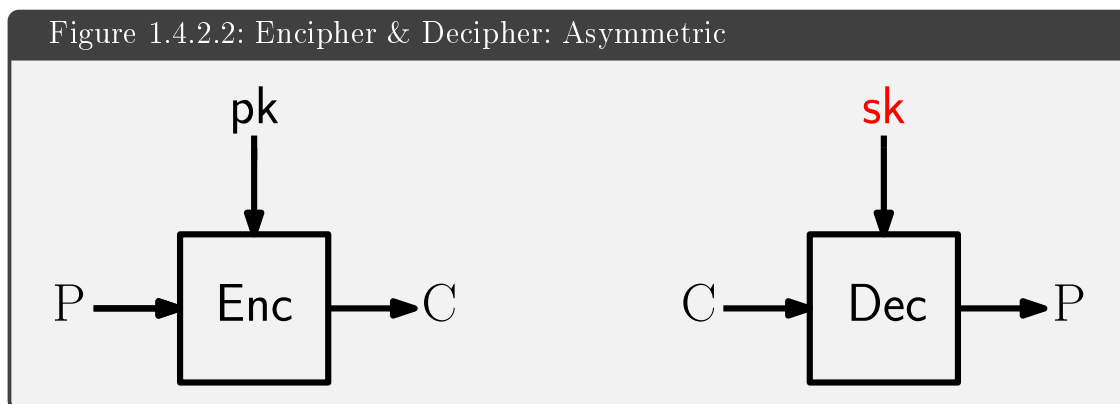 Figure 1.4.2.2: Encipher & Decipher: Asymmetric
pk
sk
P
Enc
C
C
Dec
P